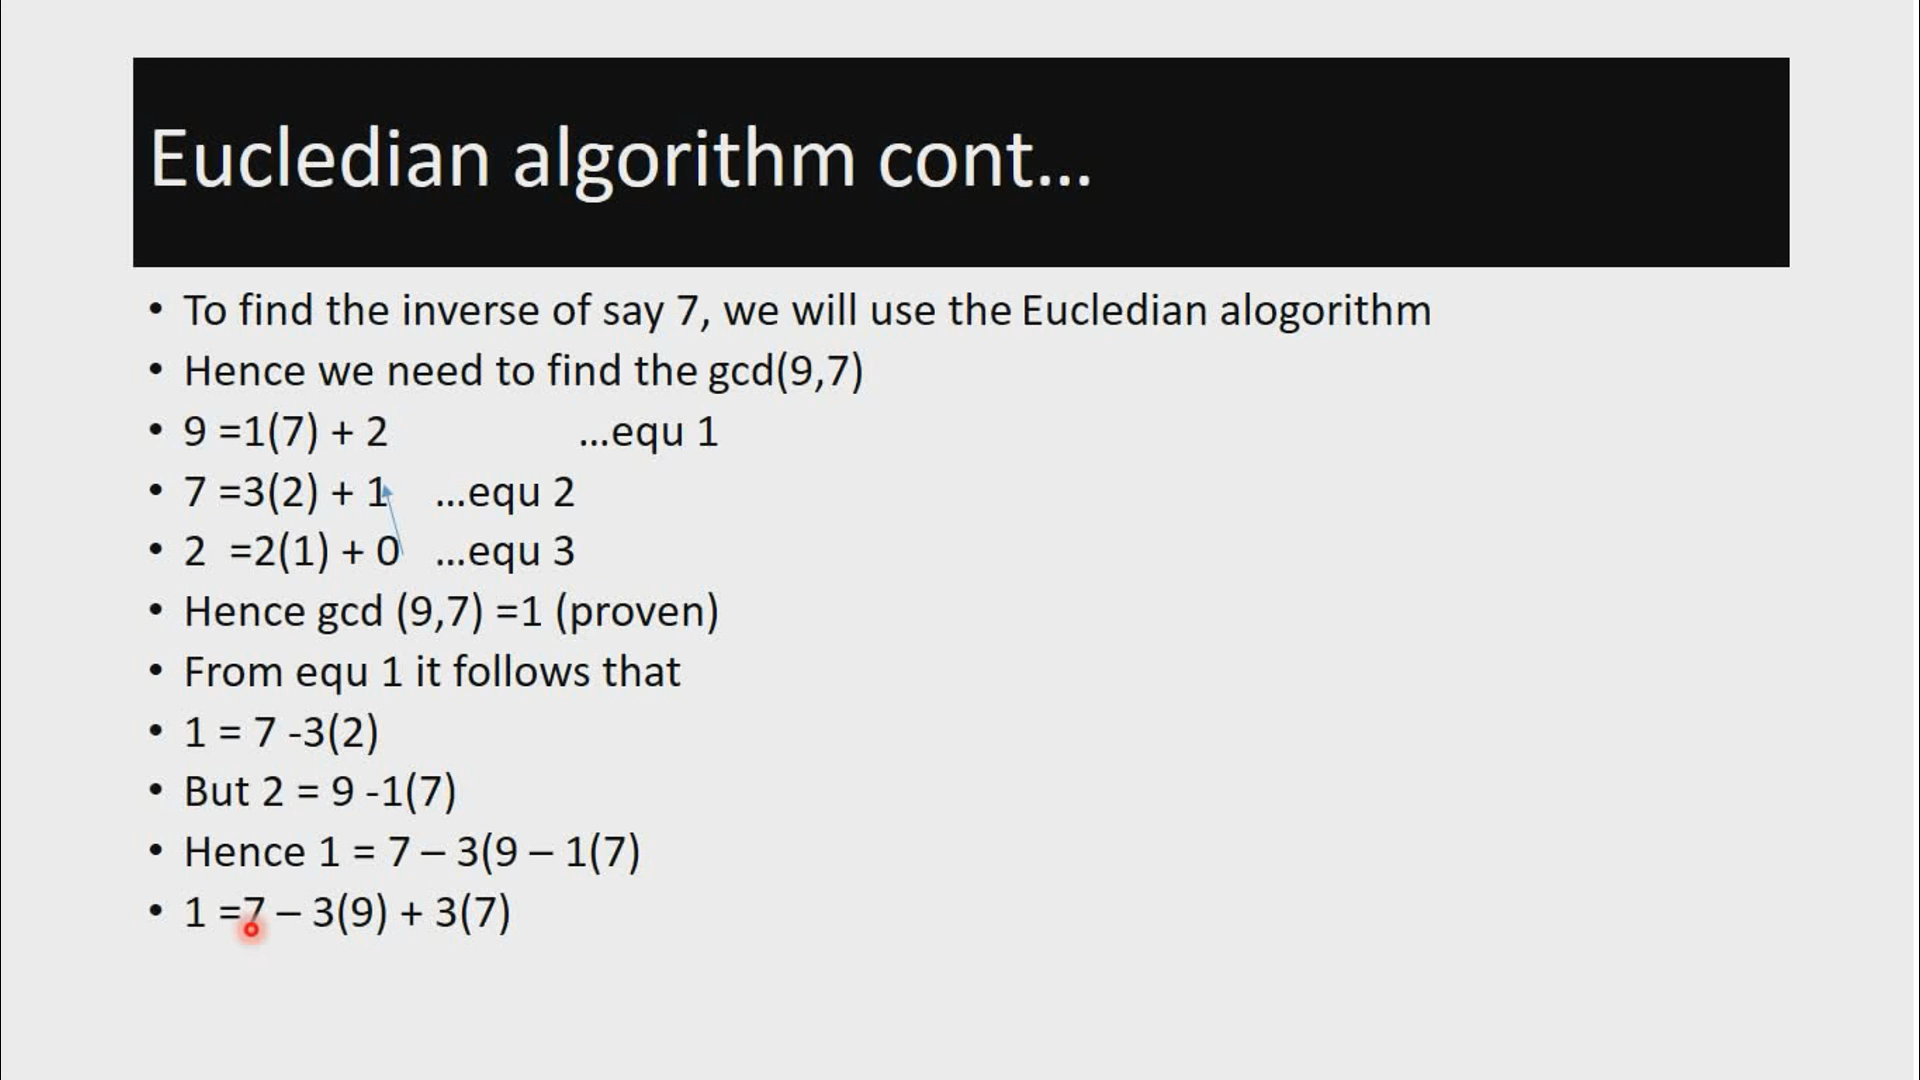 Eucledian algorithm cont...
• To find the inverse of say 7, we will use the Eucledian alogorithm
• Hence we need to find the gcd(9,7)
• 9 =1(7) + 2 ...equ 1
• 7 =3(2) + 1 ...equ 2
• 2 =2(1) + 0 ...equ 3
• Hence gcd (9,7) =1 (proven)
• From equ 1 it follows that
• 1 = 7 -3(2)
• But 2 = 9 -1(7)
• Hence 1 = 7 – 3(9 – 1(7)
• 1 =7 – 3(9) + 3(7)